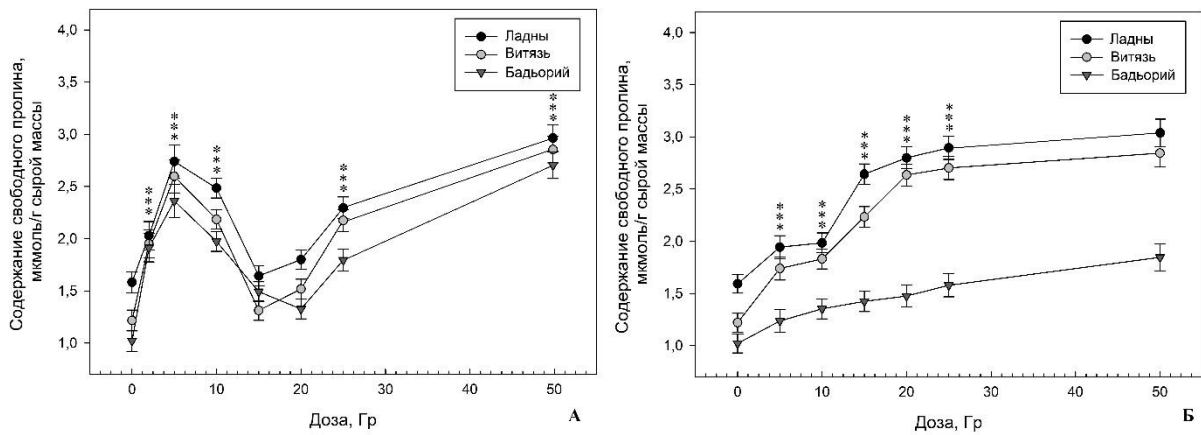 Содержание свободного пролина,
мкмоль/г сырой массы
4,0
3,5
3,0
2,5
2,0
1,5
1,0
Ладны
Витязь
Бадьорий
***
***
***
***
***
0
10
20
30
40
50
Доза, Гр
А
Содержание свободного пролина,
мкмоль/г сырой массы
4,0
3,5
3,0
2,5
2,0
1,5
1,0
Ладны
Витязь
Бадьорий
***
***
***
***
***
0
10
20
30
40
50
Доза, Гр
Б